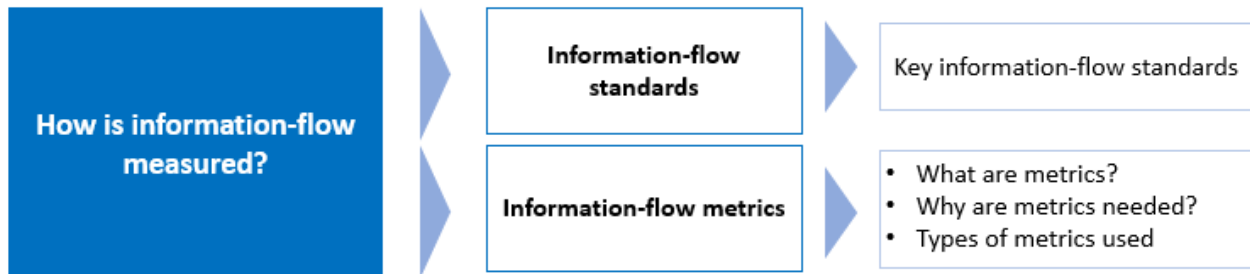 How is information-flow
measured?
Information-flow
standards
Key information-flow standards
Information-flow metrics
• What are metrics?
• Why are metrics needed?
• Types of metrics used